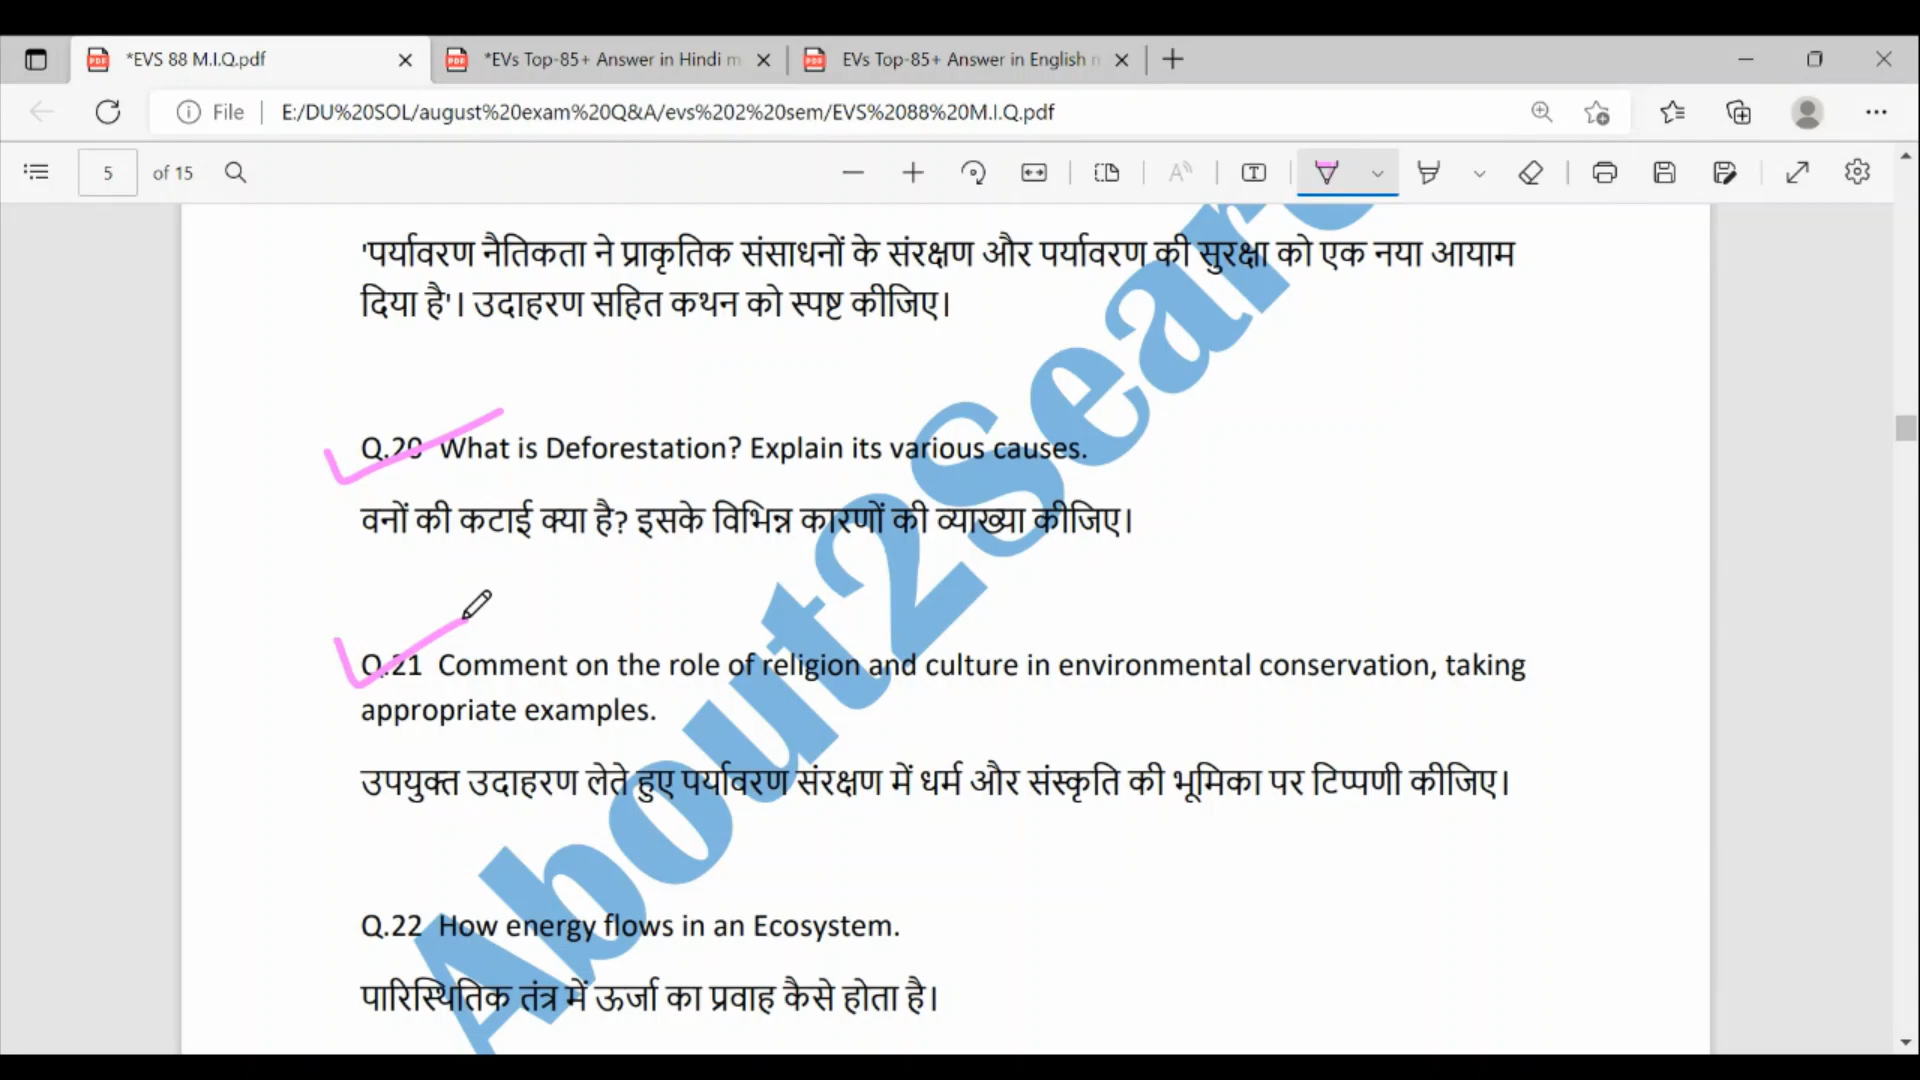 *EVS 88 M.I.Q.pdf
*EVs Top-85+ Answer in Hindi m
EVs Top-85+ Answer in English n
File
E:/DU%20SOL/august%20exam%20Q&A/evs%202%20sem/EVS%2088%20M.I.Q.pdf
5 of 15
'पर्यावरण नैतिकता ने प्राकृतिक संसाधनों के संरक्षण और पर्यावरण की सुरक्षा को एक नया आयाम
दिया है'। उदाहरण सहित कथन को स्पष्ट कीजिए।
Q.20 What is Deforestation? Explain its various causes.
वनों की कटाई क्या है? इसके विभिन्न कारणों की व्याख्या कीजिए।
Q.21 Comment on the role of religion and culture in environmental conservation, taking
appropriate examples.
उपयुक्त उदाहरण लेते हुए पर्यावरण संरक्षण में धर्म और संस्कृति की भूमिका पर टिप्पणी कीजिए।
Q.22 How energy flows in an Ecosystem.
पारिस्थितिक तंत्र में ऊर्जा का प्रवाह कैसे होता है।
About2Sear